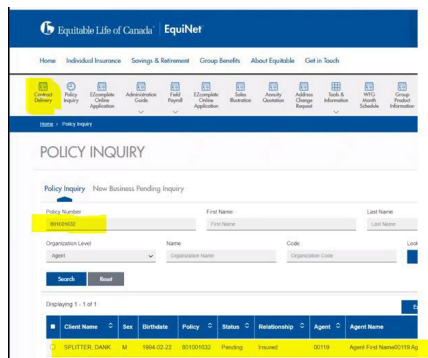 Equitable Life of Canada® EquiNet®
Home Individual Insurance Savings & Retirement Group Benefits About Equitable Get in Touch
Contract Delivery
Policy Inquiry
EZcomplete Online Application
Administration Guide
Field Payroll
EZcomplete Online Application
Sales Illustration
Annuity Quotation
Address Change Request
Tools & Information
WFG Month Schedule
Group Product Information
Home > Policy Inquiry
POLICY INQUIRY
Policy Inquiry New Business Pending Inquiry
Policy Number First Name Last Name
801001032 First Name Last Name
Organization Level Name Code Look
Agent Organization Name Organization Code
Search Reset
Displaying 1 - 1 of 1
Client Name Sex Birthdate Policy Status Relationship Agent Agent Name
SPLITTER, DANK M 1994-02-22 801001032 Pending Insured 00119 Agent First Name00119 Ag